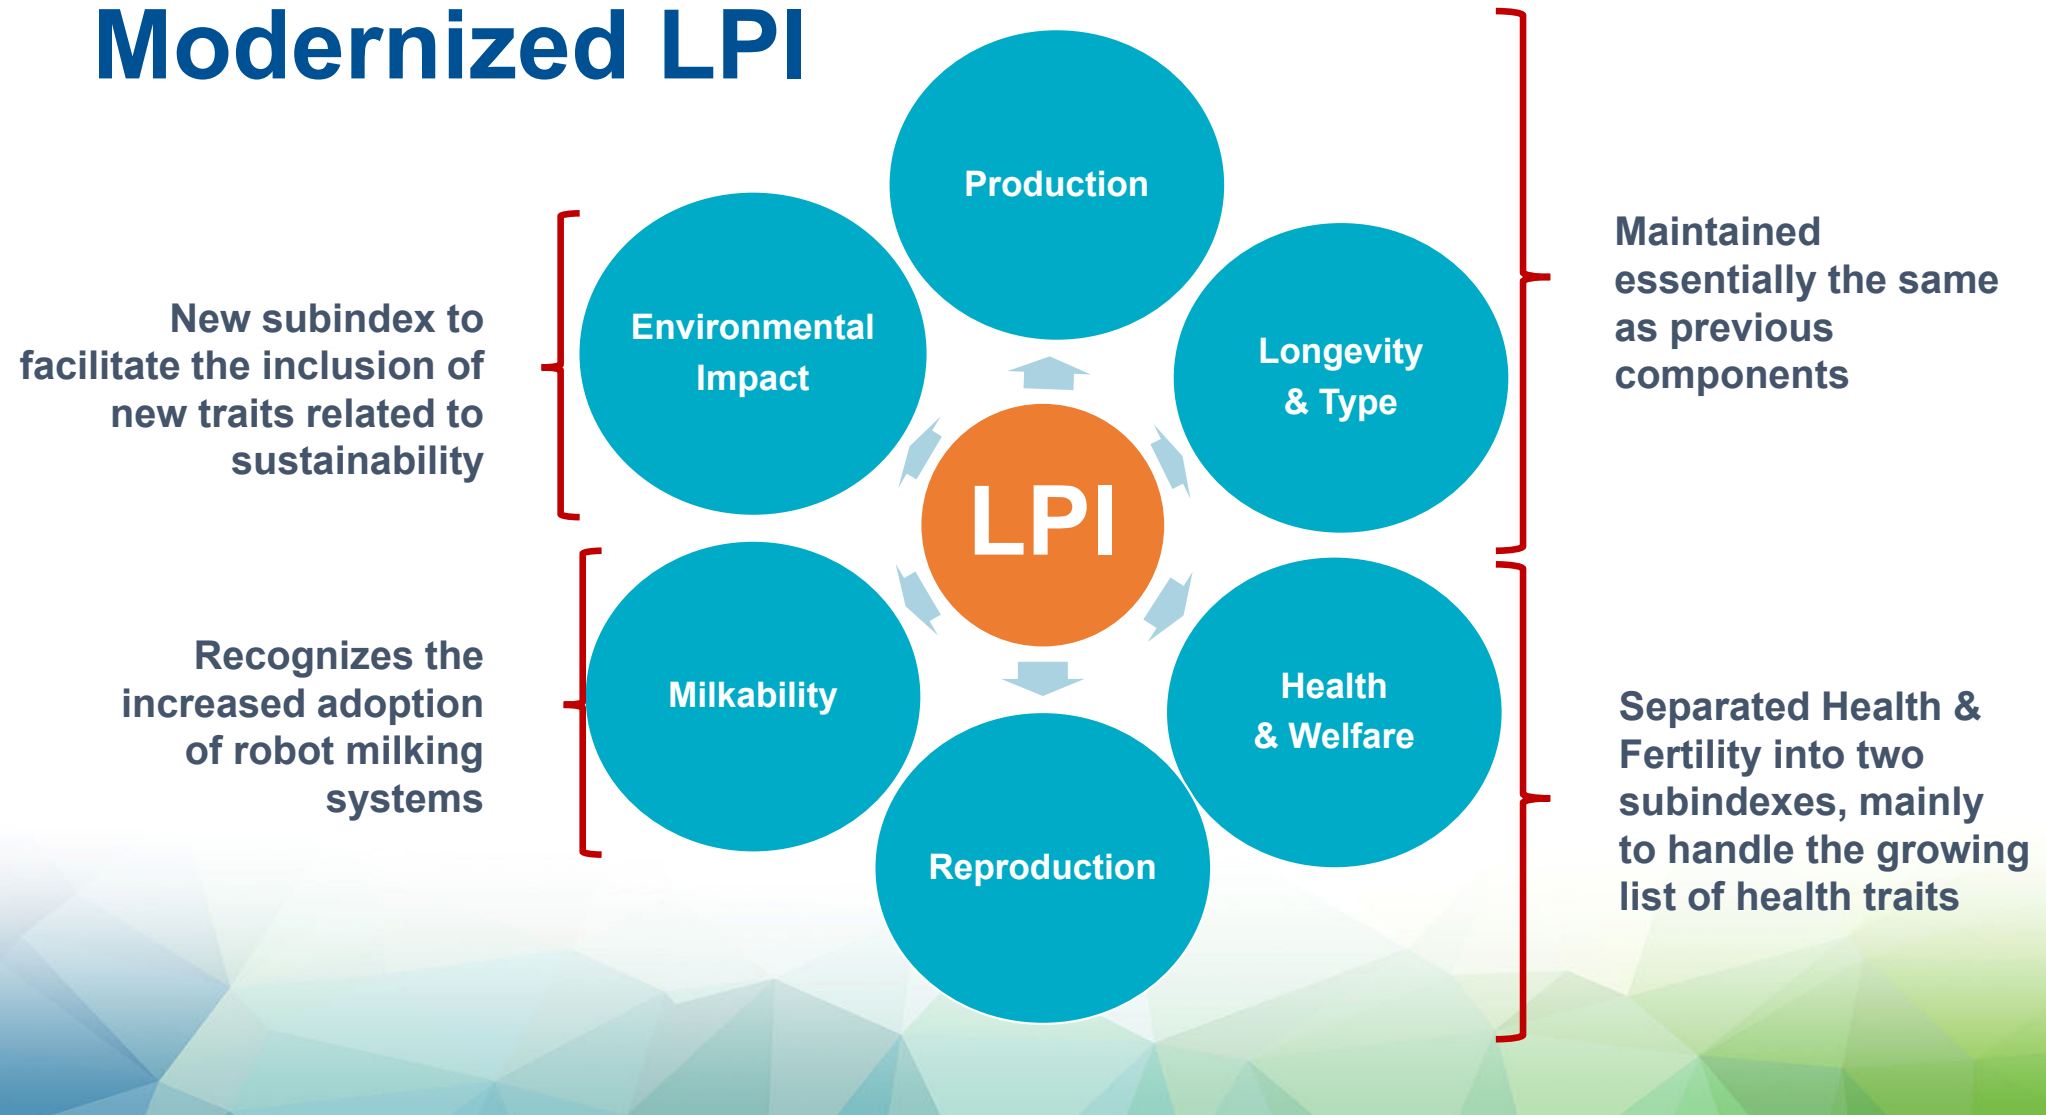 Modernized LPI
Production
Environmental
Impact
Longevity
& Type
LPI
Milkability
Health
& Welfare
Reproduction
New subindex to
facilitate the inclusion of
new traits related to
sustainability
Recognizes the
increased adoption
of robot milking
systems
Maintained
essentially the same
as previous
components
Separated Health &
Fertility into two
subindexes, mainly
to handle the growing
list of health traits